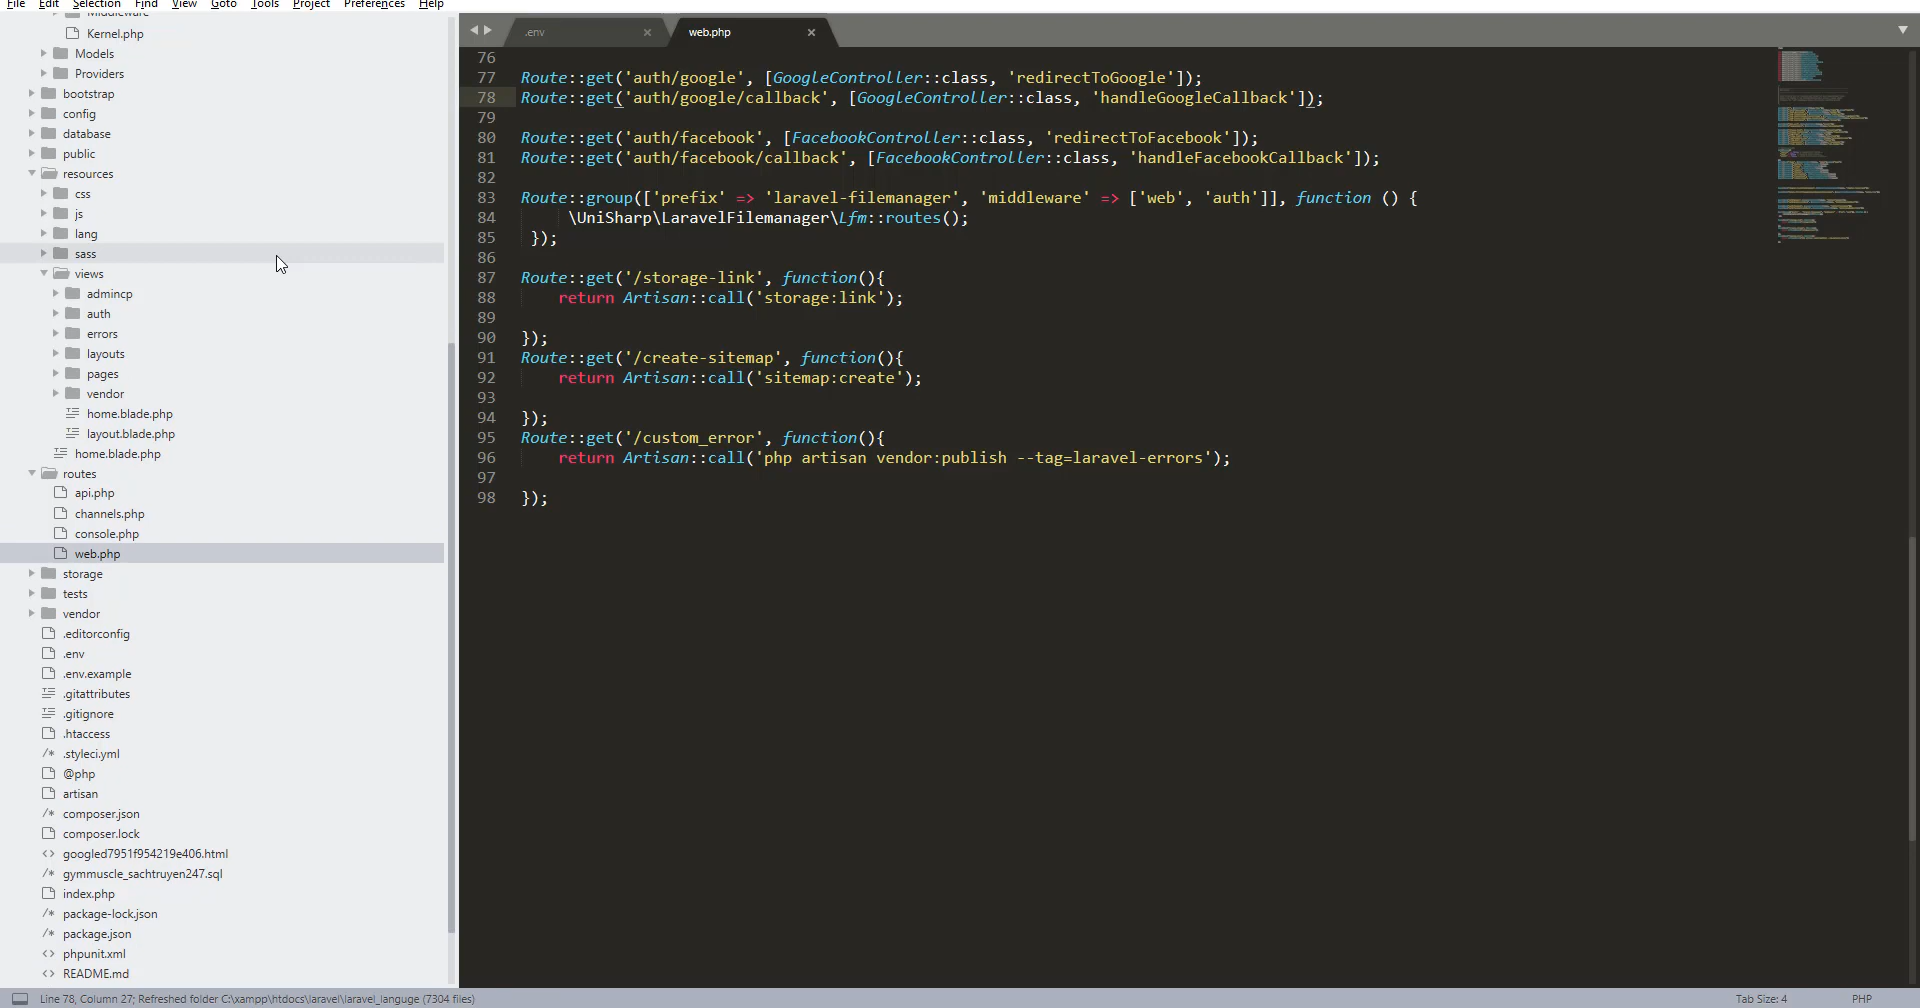 File Edit Selection Find View Goto Tools Project Preferences Help
Middleware
Kernel.php
Models
Providers
bootstrap
config
database
public
resources
css
js
lang
sass
views
admincp
auth
errors
layouts
pages
vendor
home.blade.php
layout.blade.php
home.blade.php
routes
api.php
channels.php
console.php
web.php
storage
tests
vendor
.editorconfig
.env
.env.example
.gitattributes
.gitignore
.htaccess
.styleci.yml
@php
artisan
composer.json
composer.lock
googled7951f954219e406.html
gymmuscle_sachtruyen247.sql
index.php
package-lock.json
package.json
phpunit.xml
README.md
.env × web.php ×
76
77 Route::get('auth/google', [GoogleController::class, 'redirectToGoogle']);
78 Route::get('auth/google/callback', [GoogleController::class, 'handleGoogleCallback']);
79
80 Route::get('auth/facebook', [FacebookController::class, 'redirectToFacebook']);
81 Route::get('auth/facebook/callback', [FacebookController::class, 'handleFacebookCallback']);
82
83 Route::group(['prefix' => 'laravel-filemanager', 'middleware' => ['web', 'auth']], function () {
84 \UniSharp\LaravelFilemanager\Lfm::routes();
85 });
86
87 Route::get('/storage-link', function(){
88 return Artisan::call('storage:link');
89
90 });
91 Route::get('/create-sitemap', function(){
92 return Artisan::call('sitemap:create');
93
94 });
95 Route::get('/custom_error', function(){
96 return Artisan::call('php artisan vendor:publish --tag=laravel-errors');
97
98 });
Line 78, Column 27; Refreshed folder C:\xampp\htdocs\laravel\laravel_languge (7304 files)
Tab Size: 4 PHP